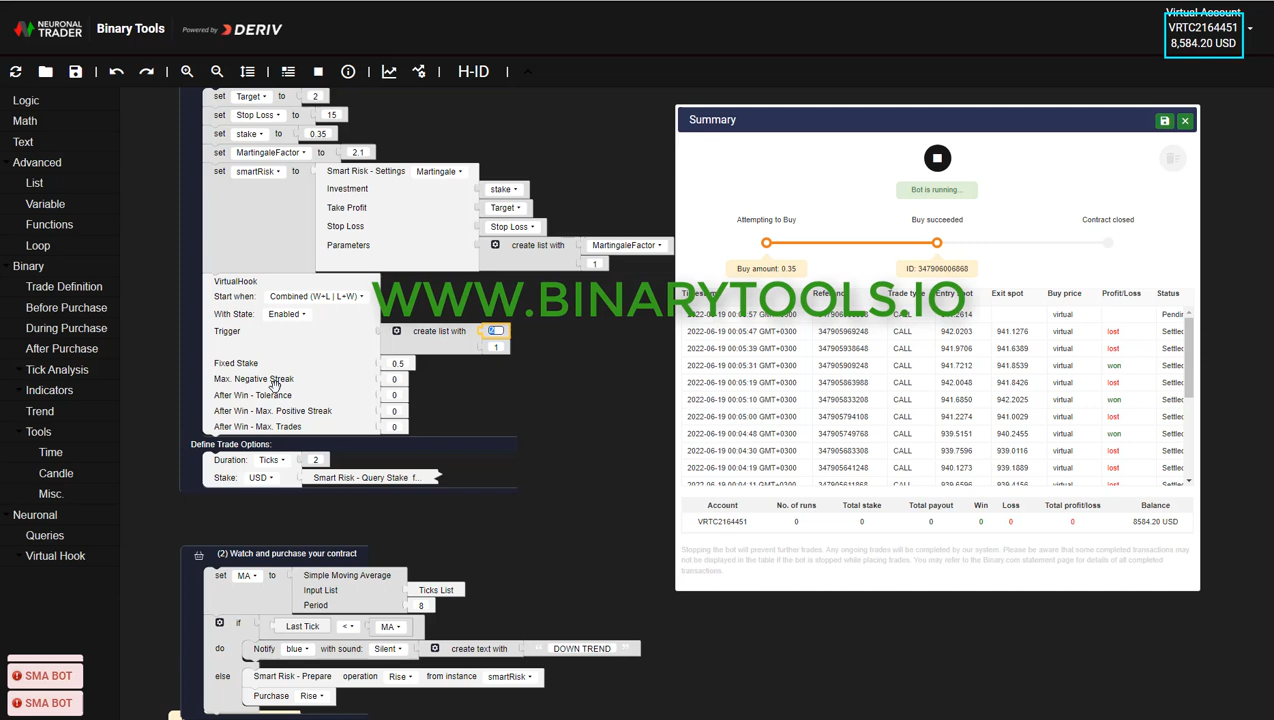 NEURONAL
TRADER
Binary Tools
Powered by DERIV
Virtual Account
VRTC2164451
8,584.20 USD
H-ID
Logic
Math
Text
Advanced
List
Variable
Functions
Loop
Binary
Trade Definition
Before Purchase
During Purchase
After Purchase
Tick Analysis
Indicators
Trend
Tools
Time
Candle
Misc.
Neuronal
Queries
Virtual Hook
SMA BOT
SMA BOT
set Target to 2
set Stop Loss to 15
set stake to 0.35
set MartingaleFactor to 2.1
set smartRisk to Smart Risk - Settings Martingale
Investment stake
Take Profit Target
Stop Loss Stop Loss
Parameters create list with MartingaleFactor
1
VirtualHook
Start when: Combined (W+L | L+W)
With State: Enabled
Trigger create list with
1
Fixed Stake 0.5
Max. Negative Streak 0
After Win - Tolerance 0
After Win - Max. Positive Streak 0
After Win - Max. Trades 0
Define Trade Options:
Duration: Ticks 2
Stake: USD Smart Risk - Query Stake f...
(2) Watch and purchase your contract
set MA to Simple Moving Average
Input List Ticks List
Period 8
if Last Tick < MA
do Notify blue with sound: Silent create text with “ DOWN TREND ”
else Smart Risk - Prepare operation Rise from instance smartRisk
Purchase Rise
WWW.BINARYTOOLS.IO
Summary
Bot is running...
Attempting to Buy Buy succeeded Contract closed
Buy amount: 0.35 ID: 347906006868
Trade type Entry spot Exit spot Buy price Profit/Loss Status
CALL virtual Pendin
2022-06-19 00:05:47 GMT+0300 347905969248 CALL 942.0203 941.1276 virtual lost Settled
2022-06-19 00:05:39 GMT+0300 347905938648 CALL 941.9706 941.6389 virtual lost Settled
2022-06-19 00:05:31 GMT+0300 347905909248 CALL 941.7212 941.8539 virtual won Settled
2022-06-19 00:05:19 GMT+0300 347905863988 CALL 942.0048 941.8426 virtual lost Settled
2022-06-19 00:05:10 GMT+0300 347905833208 CALL 942.0915 942.2581 virtual won Settled
2022-06-19 00:05:00 GMT+0300 347905794108 CALL 941.2274 941.0029 virtual lost Settled
2022-06-19 00:04:48 GMT+0300 347905749768 CALL 939.5151 940.2455 virtual won Settled
2022-06-19 00:04:30 GMT+0300 347905683308 CALL 939.7596 939.0116 virtual lost Settled
2022-06-19 00:04:19 GMT+0300 347905641248 CALL 940.1273 939.1889 virtual lost Settled
Account No. of runs Total stake Total payout Win Loss Total profit/loss Balance
VRTC2164451 0 0 0 0 0 0 8584.20 USD
Stopping the bot will prevent further trades. Any ongoing trades will be completed by our system. Please be aware that some completed transactions may
not be displayed in the table if the bot is stopped while placing trades. You may refer to the Binary.com statement page for details of all completed
transactions.